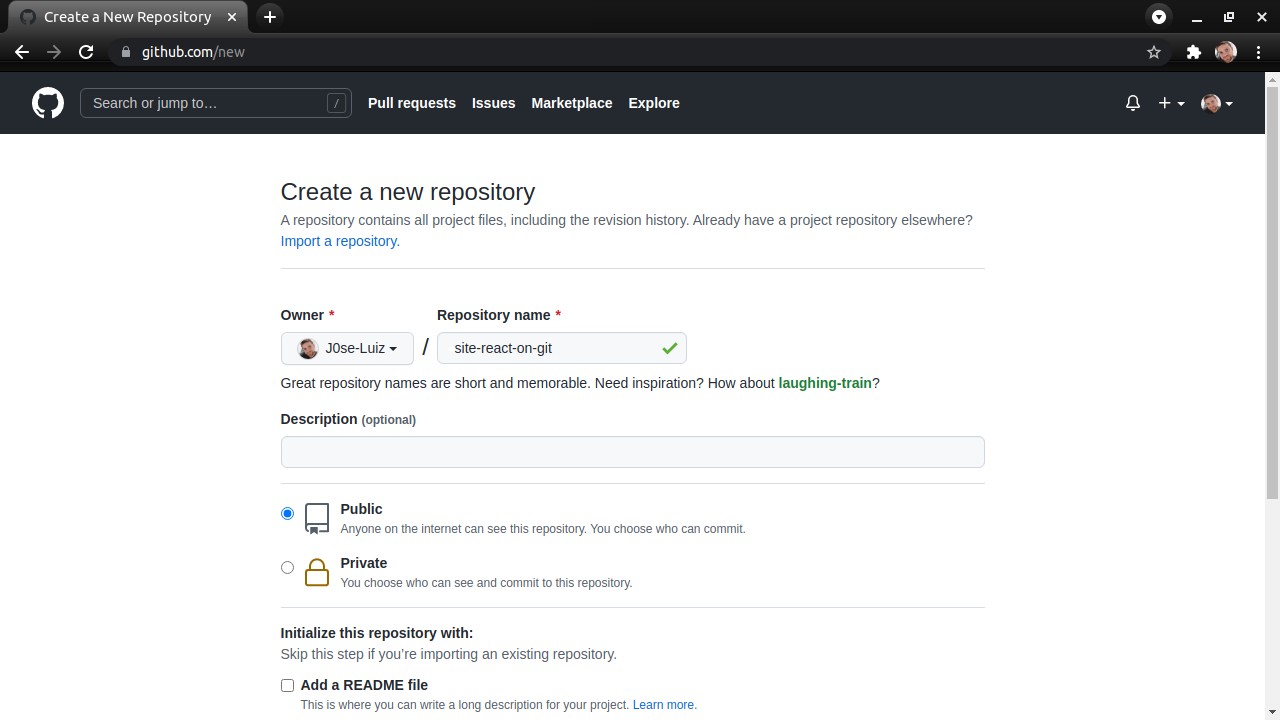 Create a New Repository
github.com/new
Search or jump to… /
Pull requests Issues Marketplace Explore
Create a new repository
A repository contains all project files, including the revision history. Already have a project repository elsewhere?
Import a repository.
Owner * Repository name *
J0se-Luiz / site-react-on-git
Great repository names are short and memorable. Need inspiration? How about laughing-train?
Description (optional)
Public
Anyone on the internet can see this repository. You choose who can commit.
Private
You choose who can see and commit to this repository.
Initialize this repository with:
Skip this step if you’re importing an existing repository.
Add a README file
This is where you can write a long description for your project. Learn more.